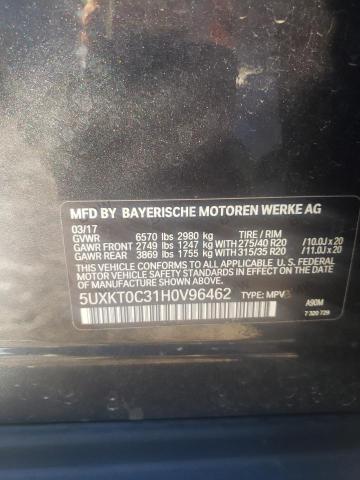 MFD BY BAYERISCHE MOTOREN WERKE AG
03/17
GVWR 6570 lbs 2980 kg TIRE / RIM
GAWR FRONT 2749 lbs 1247 kg WITH 275/40 R20 /10.0J x 20
GAWR REAR 3869 lbs 1755 kg WITH 315/35 R20 /11.0J x 20
THIS VEHICLE CONFORMS TO ALL APPLICABLE U.S. FEDERAL
MOTOR VEHICLE SAFETY STANDARDS IN EFFECT
ON THE DATE OF MANUFACTURE SHOWN ABOVE.
5UXKT0C31H0V96462 TYPE: MPV
A90M
7 320 729